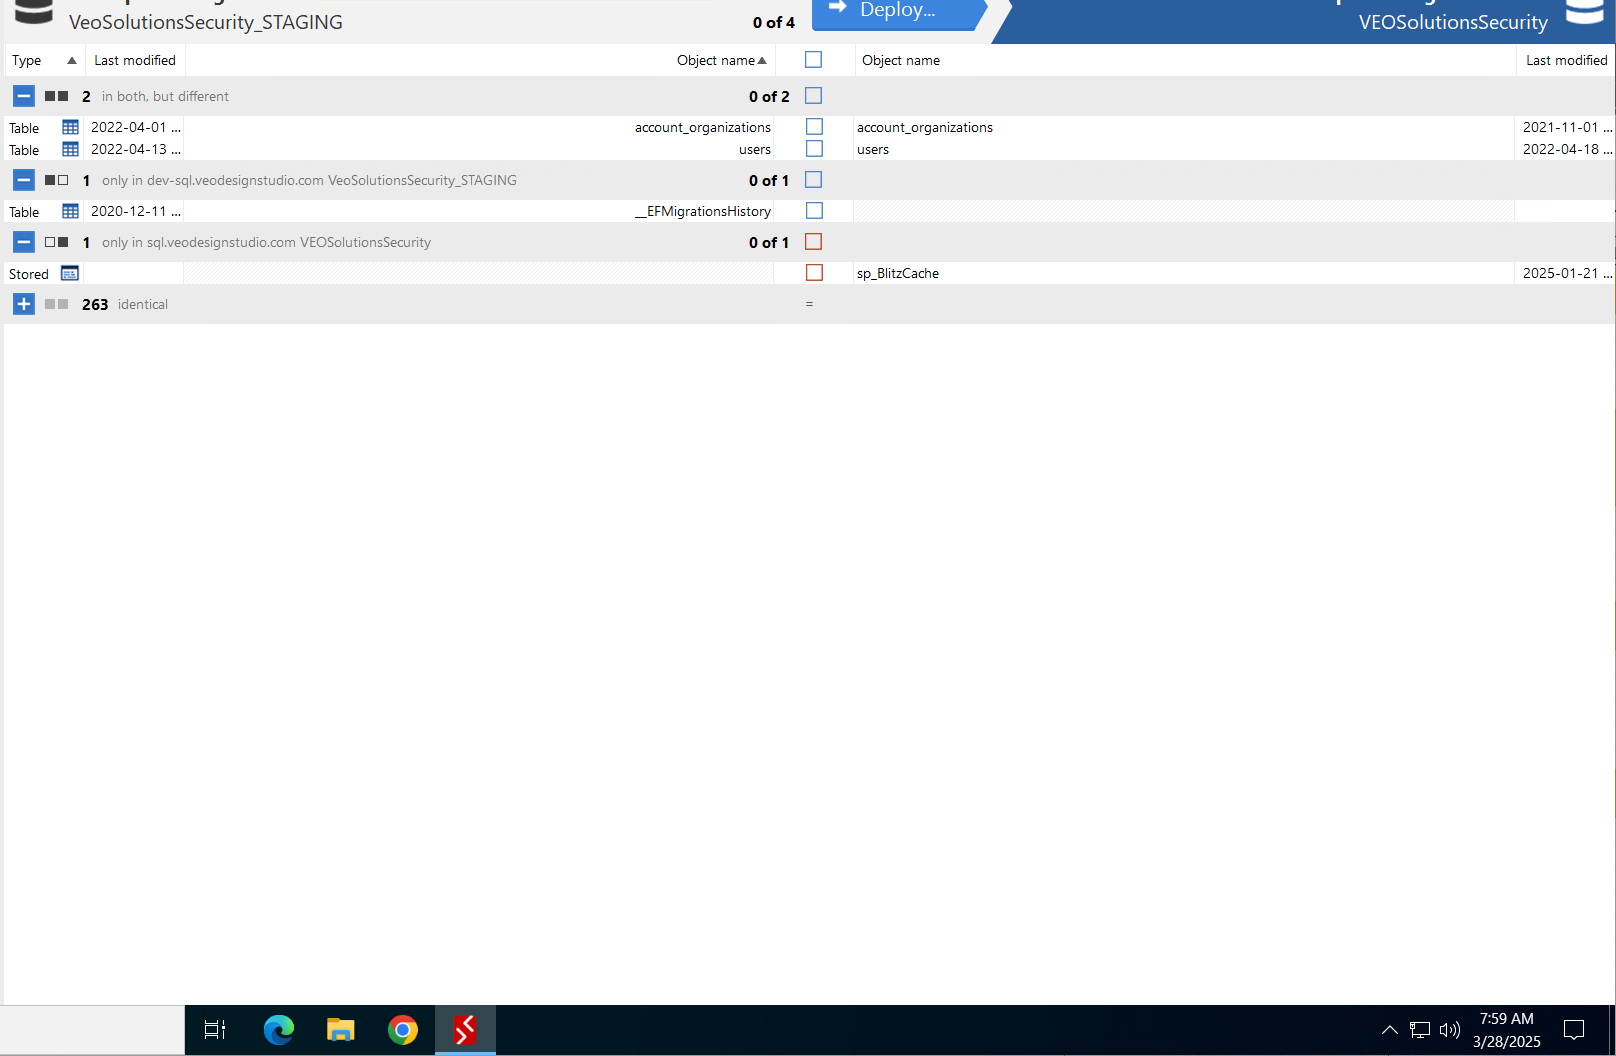 VeoSolutionsSecurity_STAGING 0 of 4 Deploy... VEOSolutionsSecurity
Type Last modified Object name Object name Last modified
2 in both, but different 0 of 2
Table 2022-04-01 ... account_organizations account_organizations 2021-11-01 ...
Table 2022-04-13 ... users users 2022-04-18 ...
1 only in dev-sql.veodesignstudio.com VeoSolutionsSecurity_STAGING 0 of 1
Table 2020-12-11 ... __EFMigrationsHistory
1 only in sql.veodesignstudio.com VEOSolutionsSecurity 0 of 1
Stored sp_BlitzCache 2025-01-21 ...
263 identical =
7:59 AM
3/28/2025